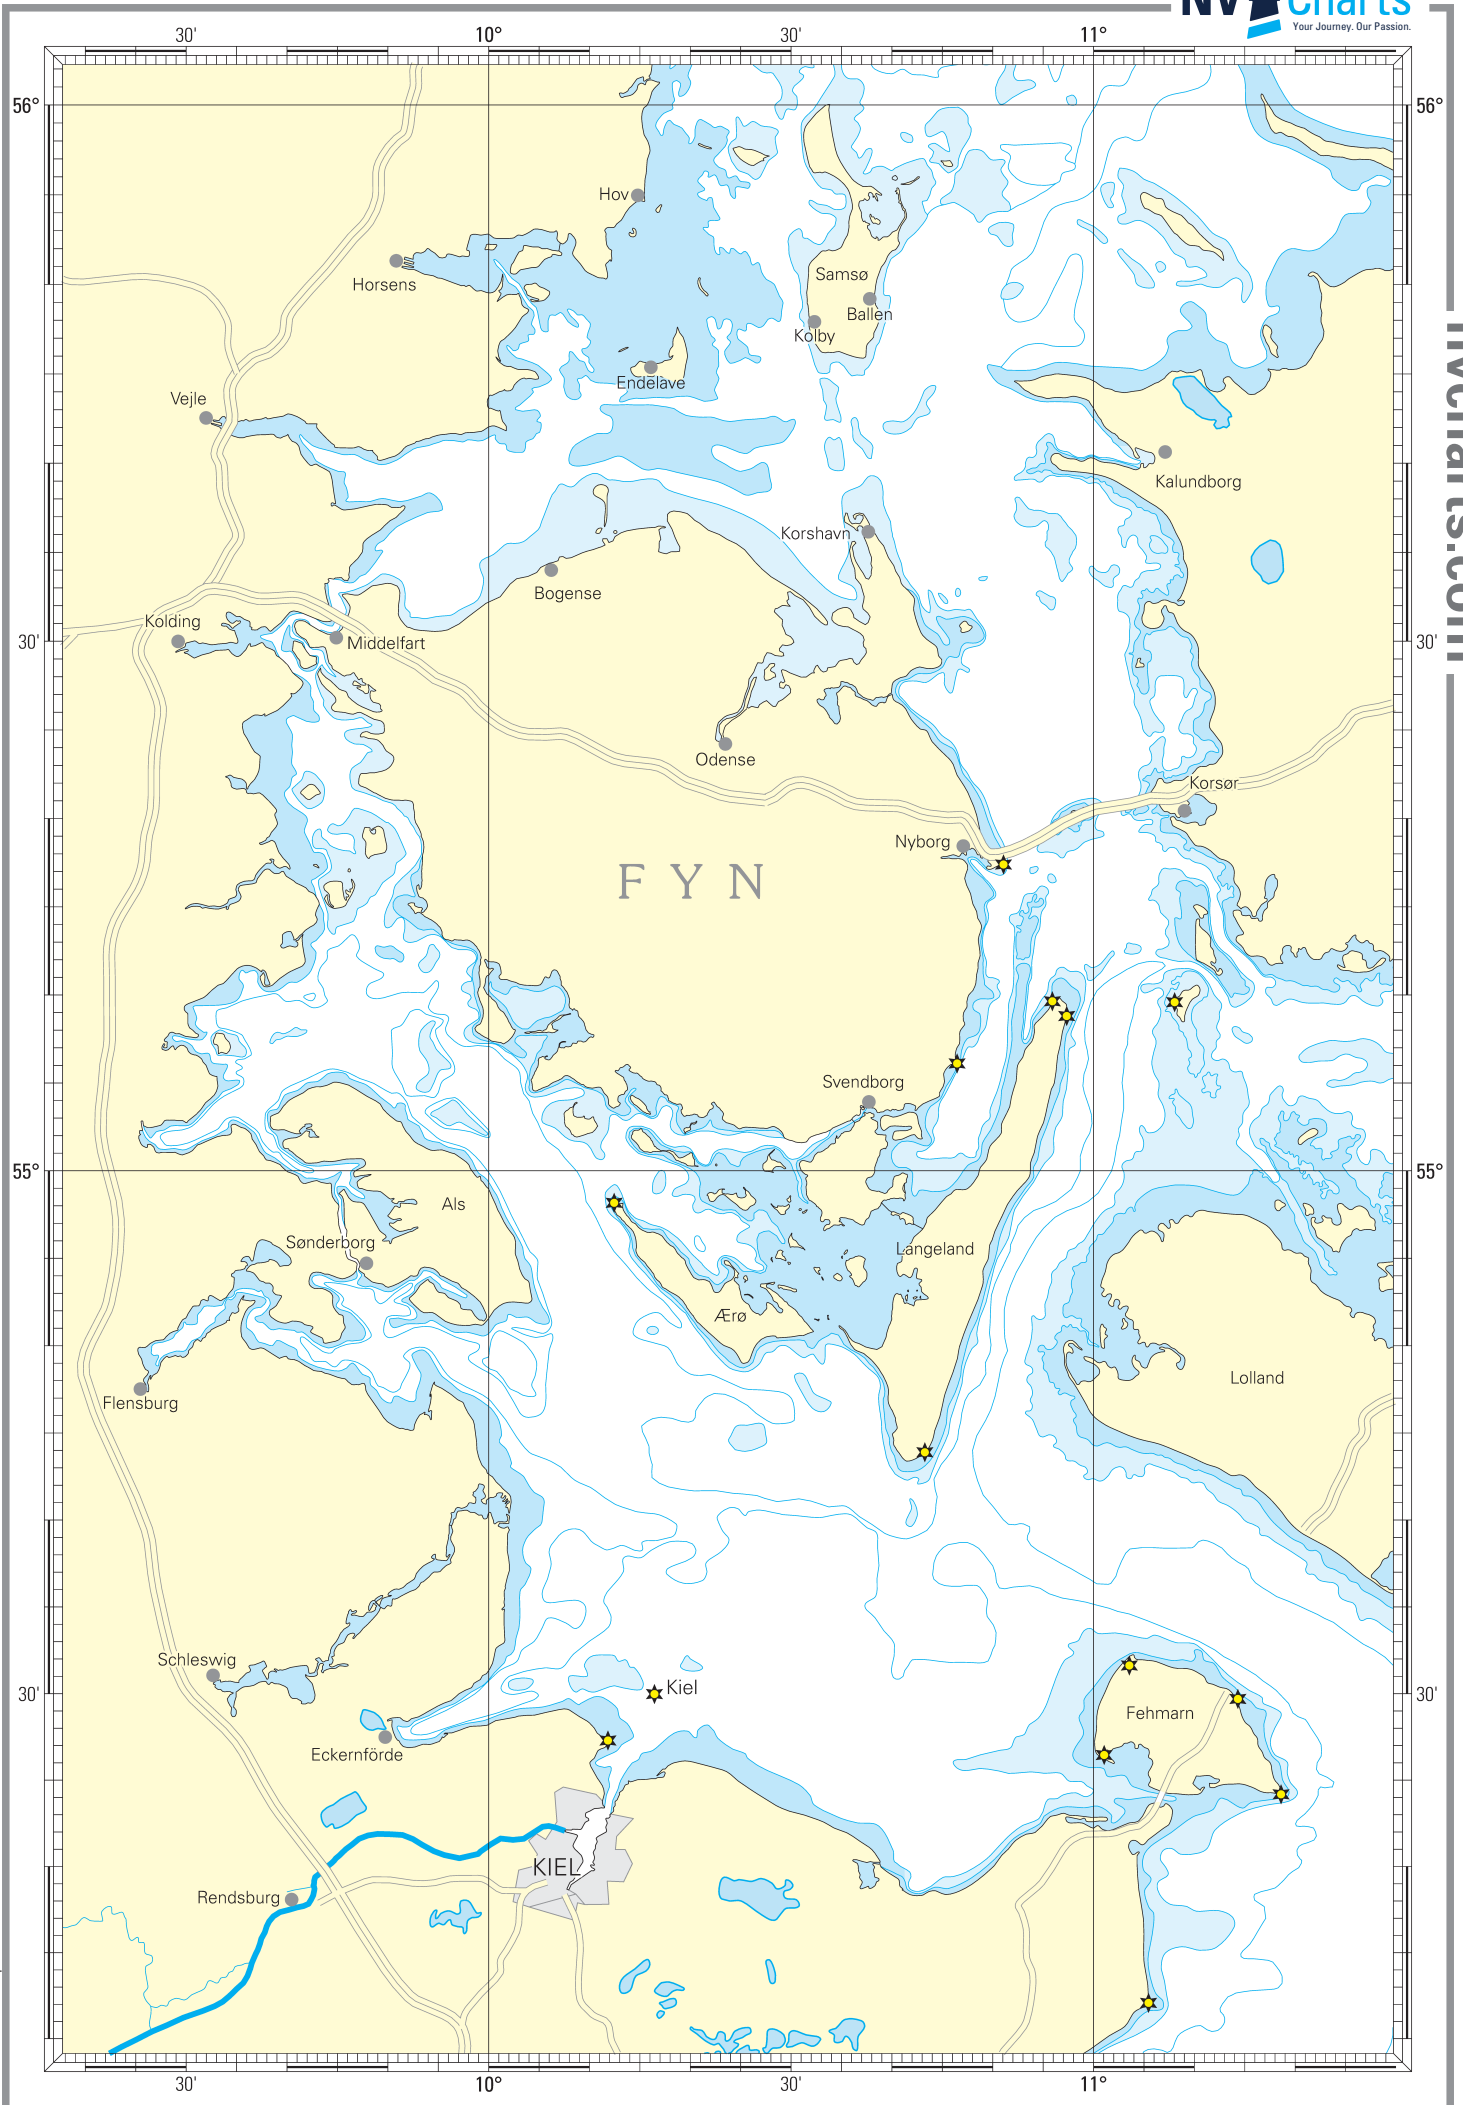 NV Charts
Your Journey. Our Passion.
30' 10° 30' 11°
56° 56°
Hov
Horsens
Samsø
Ballen
Kolby
Endelave
Vejle
Kalundborg
Korshavn
Bogense
Kolding
30' Middelfart 30'
nvcharts.com
Odense
Korsør
Nyborg
FYN
Svendborg
55° 55°
Als
Sønderborg
Langeland
Ærø
Lolland
Flensburg
Schleswig
30' Kiel 30'
Fehmarn
Eckernförde
KIEL
Rendsburg
30' 10° 30' 11°